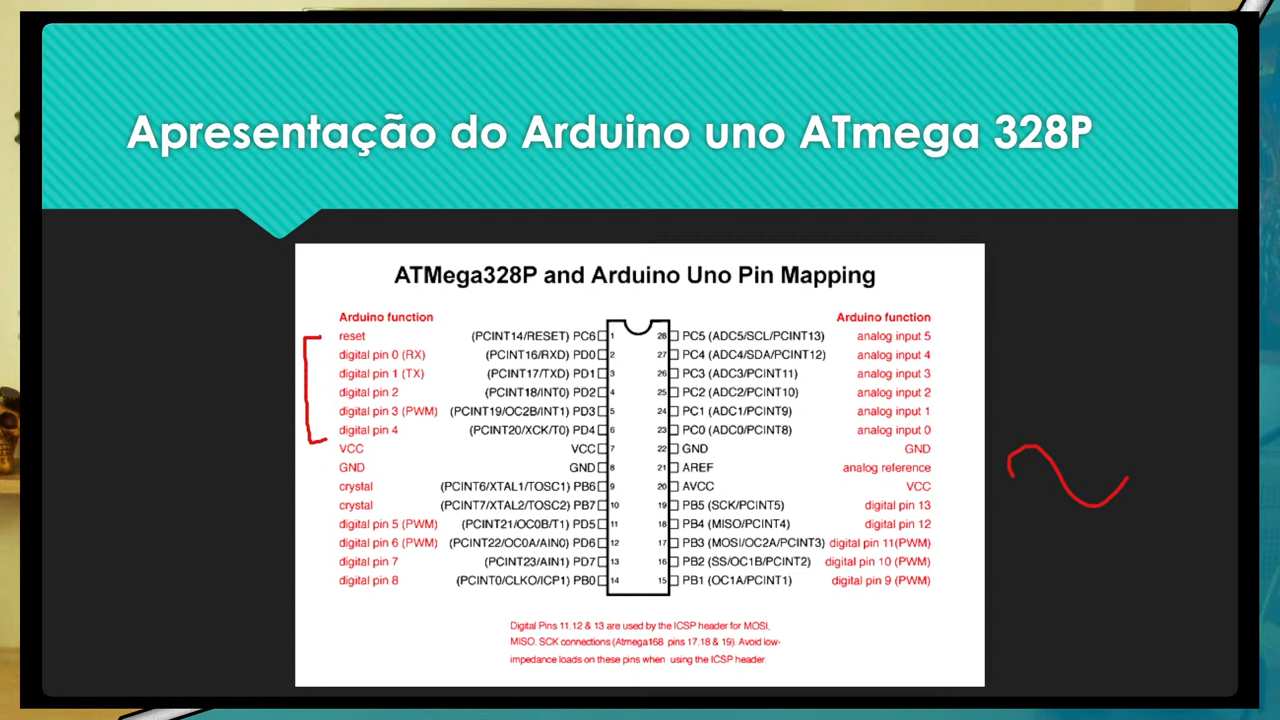 Apresentação do Arduino uno ATmega 328P
ATMega328P and Arduino Uno Pin Mapping
Arduino function Arduino function
reset (PCINT14/RESET) PC6 1 28 PC5 (ADC5/SCL/PCINT13) analog input 5
digital pin 0 (RX) (PCINT16/RXD) PD0 2 27 PC4 (ADC4/SDA/PCINT12) analog input 4
digital pin 1 (TX) (PCINT17/TXD) PD1 3 26 PC3 (ADC3/PCINT11) analog input 3
digital pin 2 (PCINT18/INT0) PD2 4 25 PC2 (ADC2/PCINT10) analog input 2
digital pin 3 (PWM) (PCINT19/OC2B/INT1) PD3 5 24 PC1 (ADC1/PCINT9) analog input 1
digital pin 4 (PCINT20/XCK/T0) PD4 6 23 PC0 (ADC0/PCINT8) analog input 0
VCC VCC 7 22 GND GND
GND GND 8 21 AREF analog reference
crystal (PCINT6/XTAL1/TOSC1) PB6 9 20 AVCC VCC
crystal (PCINT7/XTAL2/TOSC2) PB7 10 19 PB5 (SCK/PCINT5) digital pin 13
digital pin 5 (PWM) (PCINT21/OC0B/T1) PD5 11 18 PB4 (MISO/PCINT4) digital pin 12
digital pin 6 (PWM) (PCINT22/OC0A/AIN0) PD6 12 17 PB3 (MOSI/OC2A/PCINT3) digital pin 11(PWM)
digital pin 7 (PCINT23/AIN1) PD7 13 16 PB2 (SS/OC1B/PCINT2) digital pin 10 (PWM)
digital pin 8 (PCINT0/CLKO/ICP1) PB0 14 15 PB1 (OC1A/PCINT1) digital pin 9 (PWM)
Digital Pins 11,12 & 13 are used by the ICSP header for MOSI,
MISO, SCK connections (Atmega168 pins 17,18 & 19). Avoid low-
impedance loads on these pins when using the ICSP header.